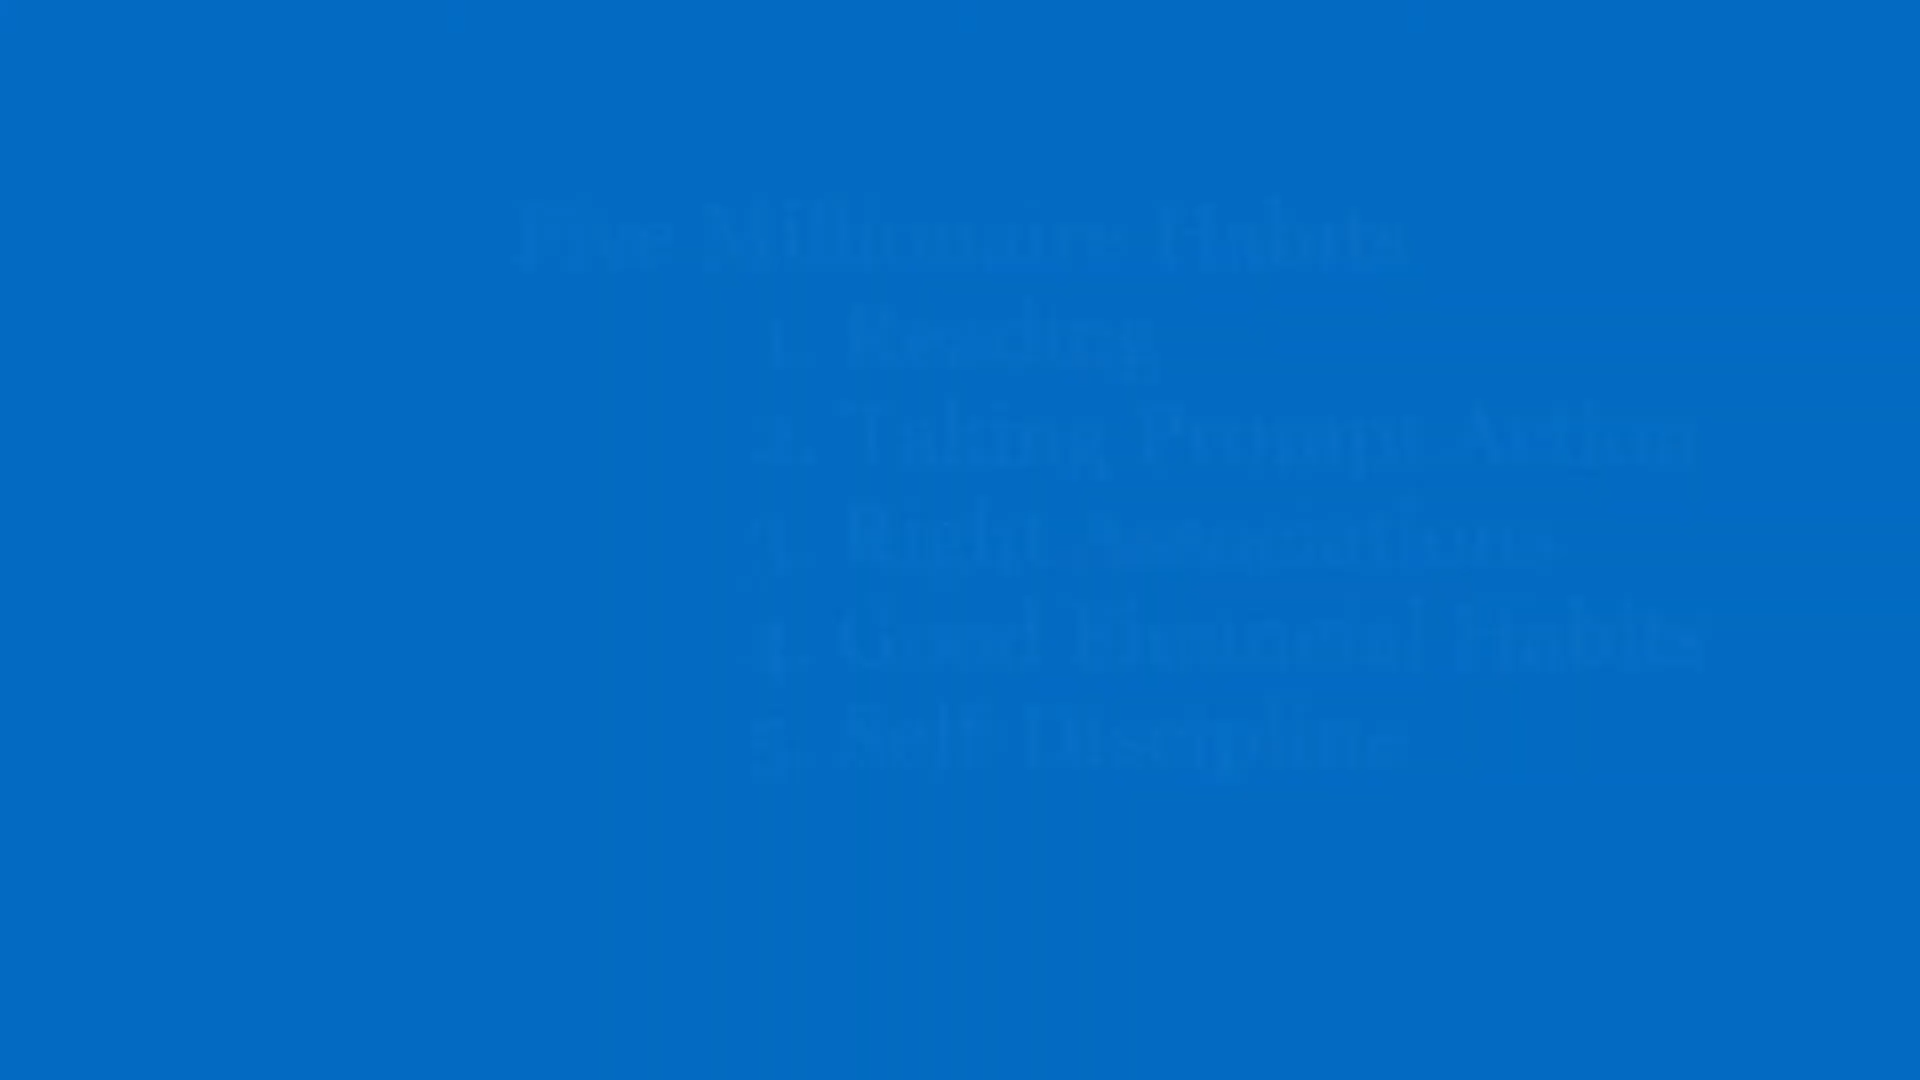 Five Millionaire Habits
1. Reading
2. Taking Prompt Action
3. Right Associations
4. Good Financial Habits
5. Self Discipline